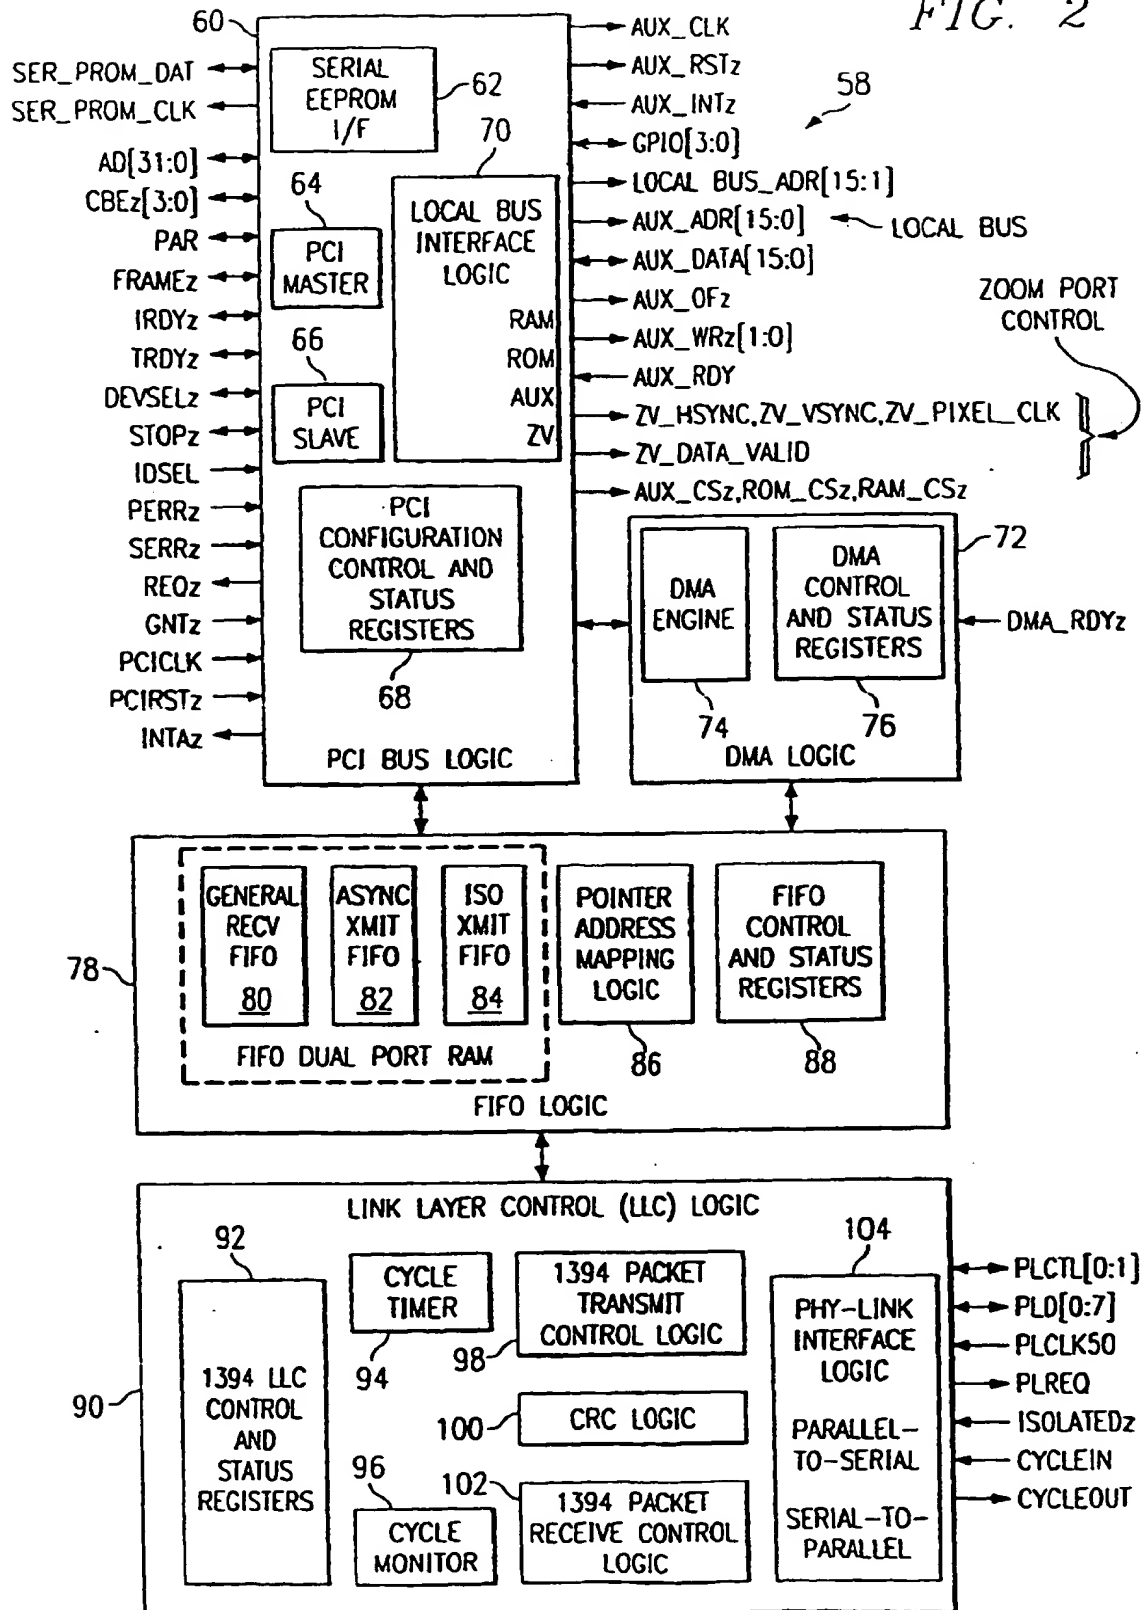 FIG. 2
60
58
SER_PROM_DAT
SER_PROM_CLK
AD[31:0]
CBEz[3:0]
PAR
FRAMEz
IRDYz
TRDYz
DEVSELz
STOPz
IDSEL
PERRz
SERRz
REQz
GNTz
PCICLK
PCIRSTz
INTAz
SERIAL
EEPROM
I/F
62
64
PCI
MASTER
66
PCI
SLAVE
70
LOCAL BUS
INTERFACE
LOGIC
RAM
ROM
AUX
ZV
PCI
CONFIGURATION
CONTROL AND
STATUS
REGISTERS
68
PCI BUS LOGIC
AUX_CLK
AUX_RSTz
AUX_INTz
GPIO[3:0]
LOCAL BUS_ADR[15:1]
AUX_ADR[15:0]
LOCAL BUS
AUX_DATA[15:0]
AUX_OFz
AUX_WRz[1:0]
AUX_RDY
ZV_HSYNC,ZV_VSYNC,ZV_PIXEL_CLK
ZV_DATA_VALID
AUX_CSz,ROM_CSz,RAM_CSz
ZOOM PORT
CONTROL
72
DMA
ENGINE
74
DMA
CONTROL
AND STATUS
REGISTERS
76
DMA LOGIC
DMA_RDYz
78
GENERAL
RECV
FIFO
80
ASYNC
XMIT
FIFO
82
ISO
XMIT
FIFO
84
FIFO DUAL PORT RAM
POINTER
ADDRESS
MAPPING
LOGIC
86
FIFO
CONTROL
AND STATUS
REGISTERS
88
FIFO LOGIC
LINK LAYER CONTROL (LLC) LOGIC
90
92
1394 LLC
CONTROL
AND
STATUS
REGISTERS
CYCLE
TIMER
94
96
CYCLE
MONITOR
1394 PACKET
TRANSMIT
CONTROL LOGIC
98
100
CRC LOGIC
102
1394 PACKET
RECEIVE CONTROL
LOGIC
104
PHY-LINK
INTERFACE
LOGIC
PARALLEL-
TO-SERIAL
SERIAL-TO-
PARALLEL
PLCTL[0:1]
PLD[0:7]
PLCLK50
PLREQ
ISOLATEDz
CYCLEIN
CYCLEOUT